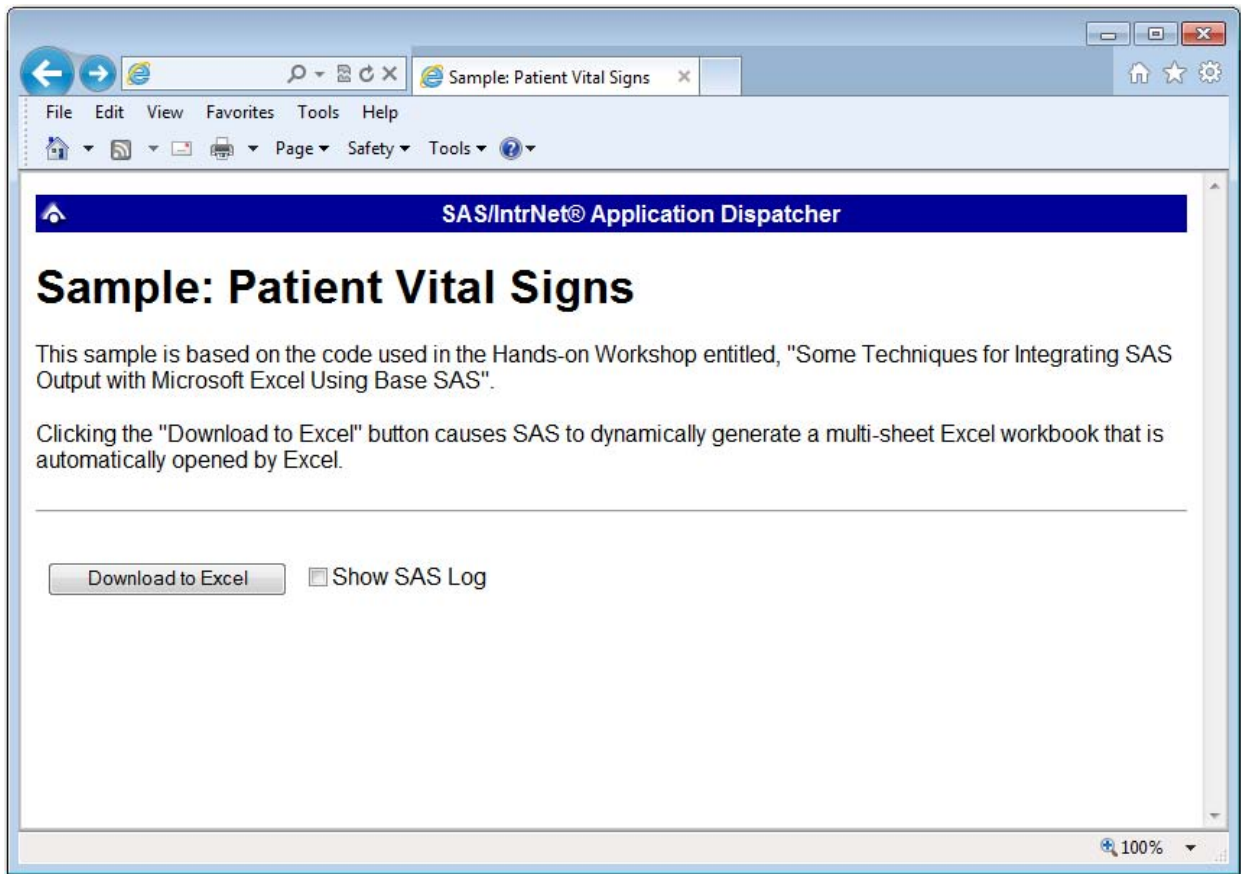 Sample: Patient Vital Signs
File Edit View Favorites Tools Help
Page Safety Tools
SAS/IntrNet® Application Dispatcher
Sample: Patient Vital Signs
This sample is based on the code used in the Hands-on Workshop entitled, "Some Techniques for Integrating SAS
Output with Microsoft Excel Using Base SAS".
Clicking the "Download to Excel" button causes SAS to dynamically generate a multi-sheet Excel workbook that is
automatically opened by Excel.
Download to Excel Show SAS Log
100%